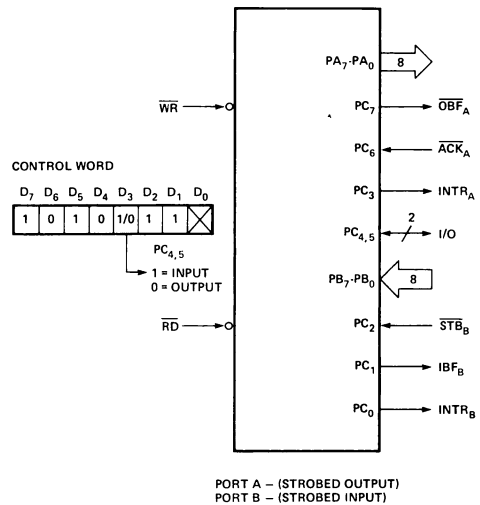 PA7-PA0 8
PC7 OBFA
WR
PC6 ACKA
CONTROL WORD
PC3 INTRA
D7 D6 D5 D4 D3 D2 D1 D0
1 0 1 0 1/0 1 1 X
PC4,5 2 I/O
PC4,5
1 = INPUT
0 = OUTPUT
PB7-PB0 8
RD
PC2 STBB
PC1 IBFB
PC0 INTRB
PORT A – (STROBED OUTPUT)
PORT B – (STROBED INPUT)